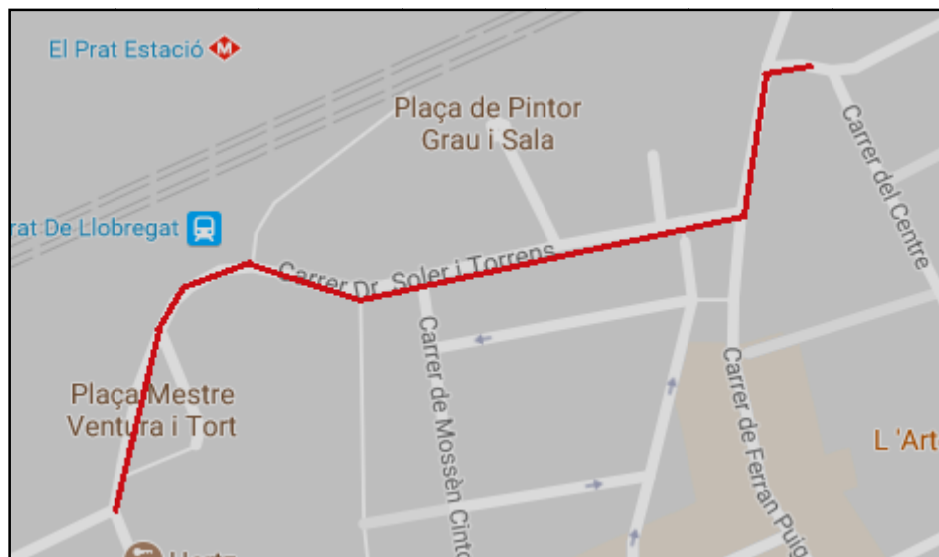 El Prat Estació M
Plaça de Pintor
Grau i Sala
Carrer del Centre
rat De Llobregat
Carrer Dr. Soler i Torrens
Plaça Mestre
Ventura i Tort
Carrer de Mossèn Cinto
Carrer de Ferran Puig
L 'Art